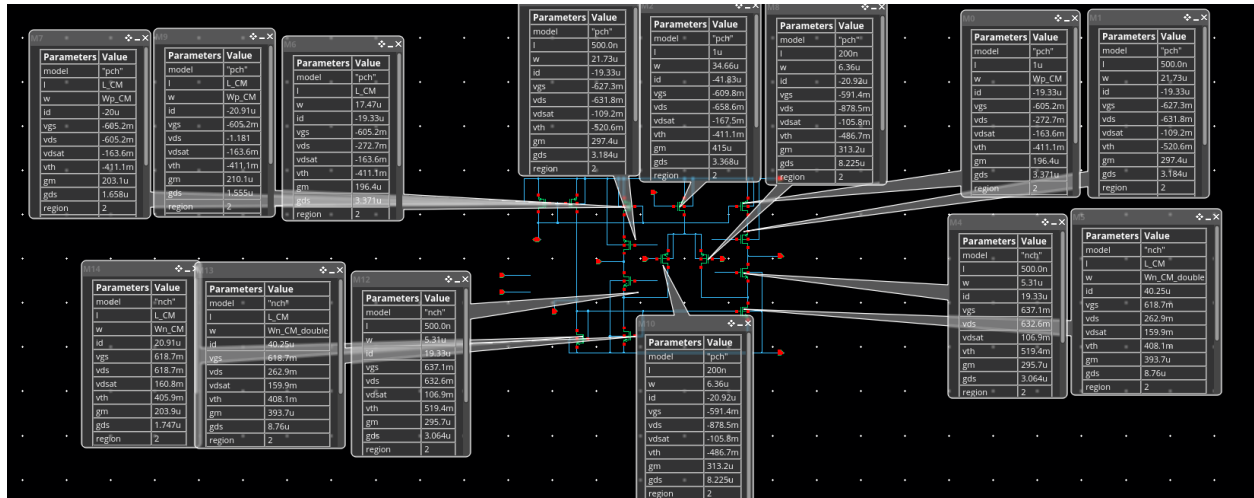 M7
Parameters Value
model "pch"
l L_CM
w Wp_CM
id -20u
vgs -605.2m
vds -605.2m
vdsat -163.6m
vth -411.1m
gm 203.1u
gds 1.658u
region 2
M9
Parameters Value
model "pch"
l L_CM
w Wp_CM
id -20.91u
vgs -605.2m
vds -1.181
vdsat -163.6m
vth -411.1m
gm 210.1u
gds 1.555u
region 2
M6
Parameters Value
model "pch"
l L_CM
w 17.47u
id -19.33u
vgs -605.2m
vds -272.7m
vdsat -163.6m
vth -411.1m
gm 196.4u
gds 3.371u
region 2
Parameters Value
model "pch"
l 500.0n
w 21.73u
id -19.33u
vgs -627.3m
vds -631.8m
vdsat -109.2m
vth -520.6m
gm 297.4u
gds 3.184u
region 2
M2
Parameters Value
model "pch"
l 1u
w 34.66u
id -41.83u
vgs -609.8m
vds -658.6m
vdsat -167.5m
vth -411.1m
gm 415u
gds 3.368u
region 2
M8
Parameters Value
model "pch"
l 200n
w 6.36u
id -20.92u
vgs -591.4m
vds -878.5m
vdsat -105.8m
vth -486.7m
gm 313.2u
gds 8.225u
region 2
M0
Parameters Value
model "pch"
l 1u
w Wp_CM
id -19.33u
vgs -605.2m
vds -272.7m
vdsat -163.6m
vth -411.1m
gm 196.4u
gds 3.371u
region 2
M1
Parameters Value
model "pch"
l 500.0n
w 21.73u
id -19.33u
vgs -627.3m
vds -631.8m
vdsat -109.2m
vth -520.6m
gm 297.4u
gds 3.184u
region 2
M14
Parameters Value
model "nch"
l L_CM
w Wn_CM
id 20.91u
vgs 618.7m
vds 618.7m
vdsat 160.8m
vth 405.9m
gm 203.9u
gds 1.747u
region 2
M13
Parameters Value
model "nch"
l L_CM
w Wn_CM_double
id 40.25u
vgs 618.7m
vds 262.9m
vdsat 159.9m
vth 408.1m
gm 393.7u
gds 8.76u
region 2
M12
Parameters Value
model "nch"
l 500.0n
w 5.31u
id 19.33u
vgs 637.1m
vds 632.6m
vdsat 106.9m
vth 519.4m
gm 295.7u
gds 3.064u
region 2
M10
Parameters Value
model "pch"
l 200n
w 6.36u
id -20.92u
vgs -591.4m
vds -878.5m
vdsat -105.8m
vth -486.7m
gm 313.2u
gds 8.225u
region 2
M4
Parameters Value
model "nch"
l 500.0n
w 5.31u
id 19.33u
vgs 637.1m
vds 632.6m
vdsat 106.9m
vth 519.4m
gm 295.7u
gds 3.064u
region 2
Parameters Value
model "nch"
l L_CM
w Wn_CM_double
id 40.25u
vgs 618.7m
vds 262.9m
vdsat 159.9m
vth 408.1m
gm 393.7u
gds 8.76u
region 2